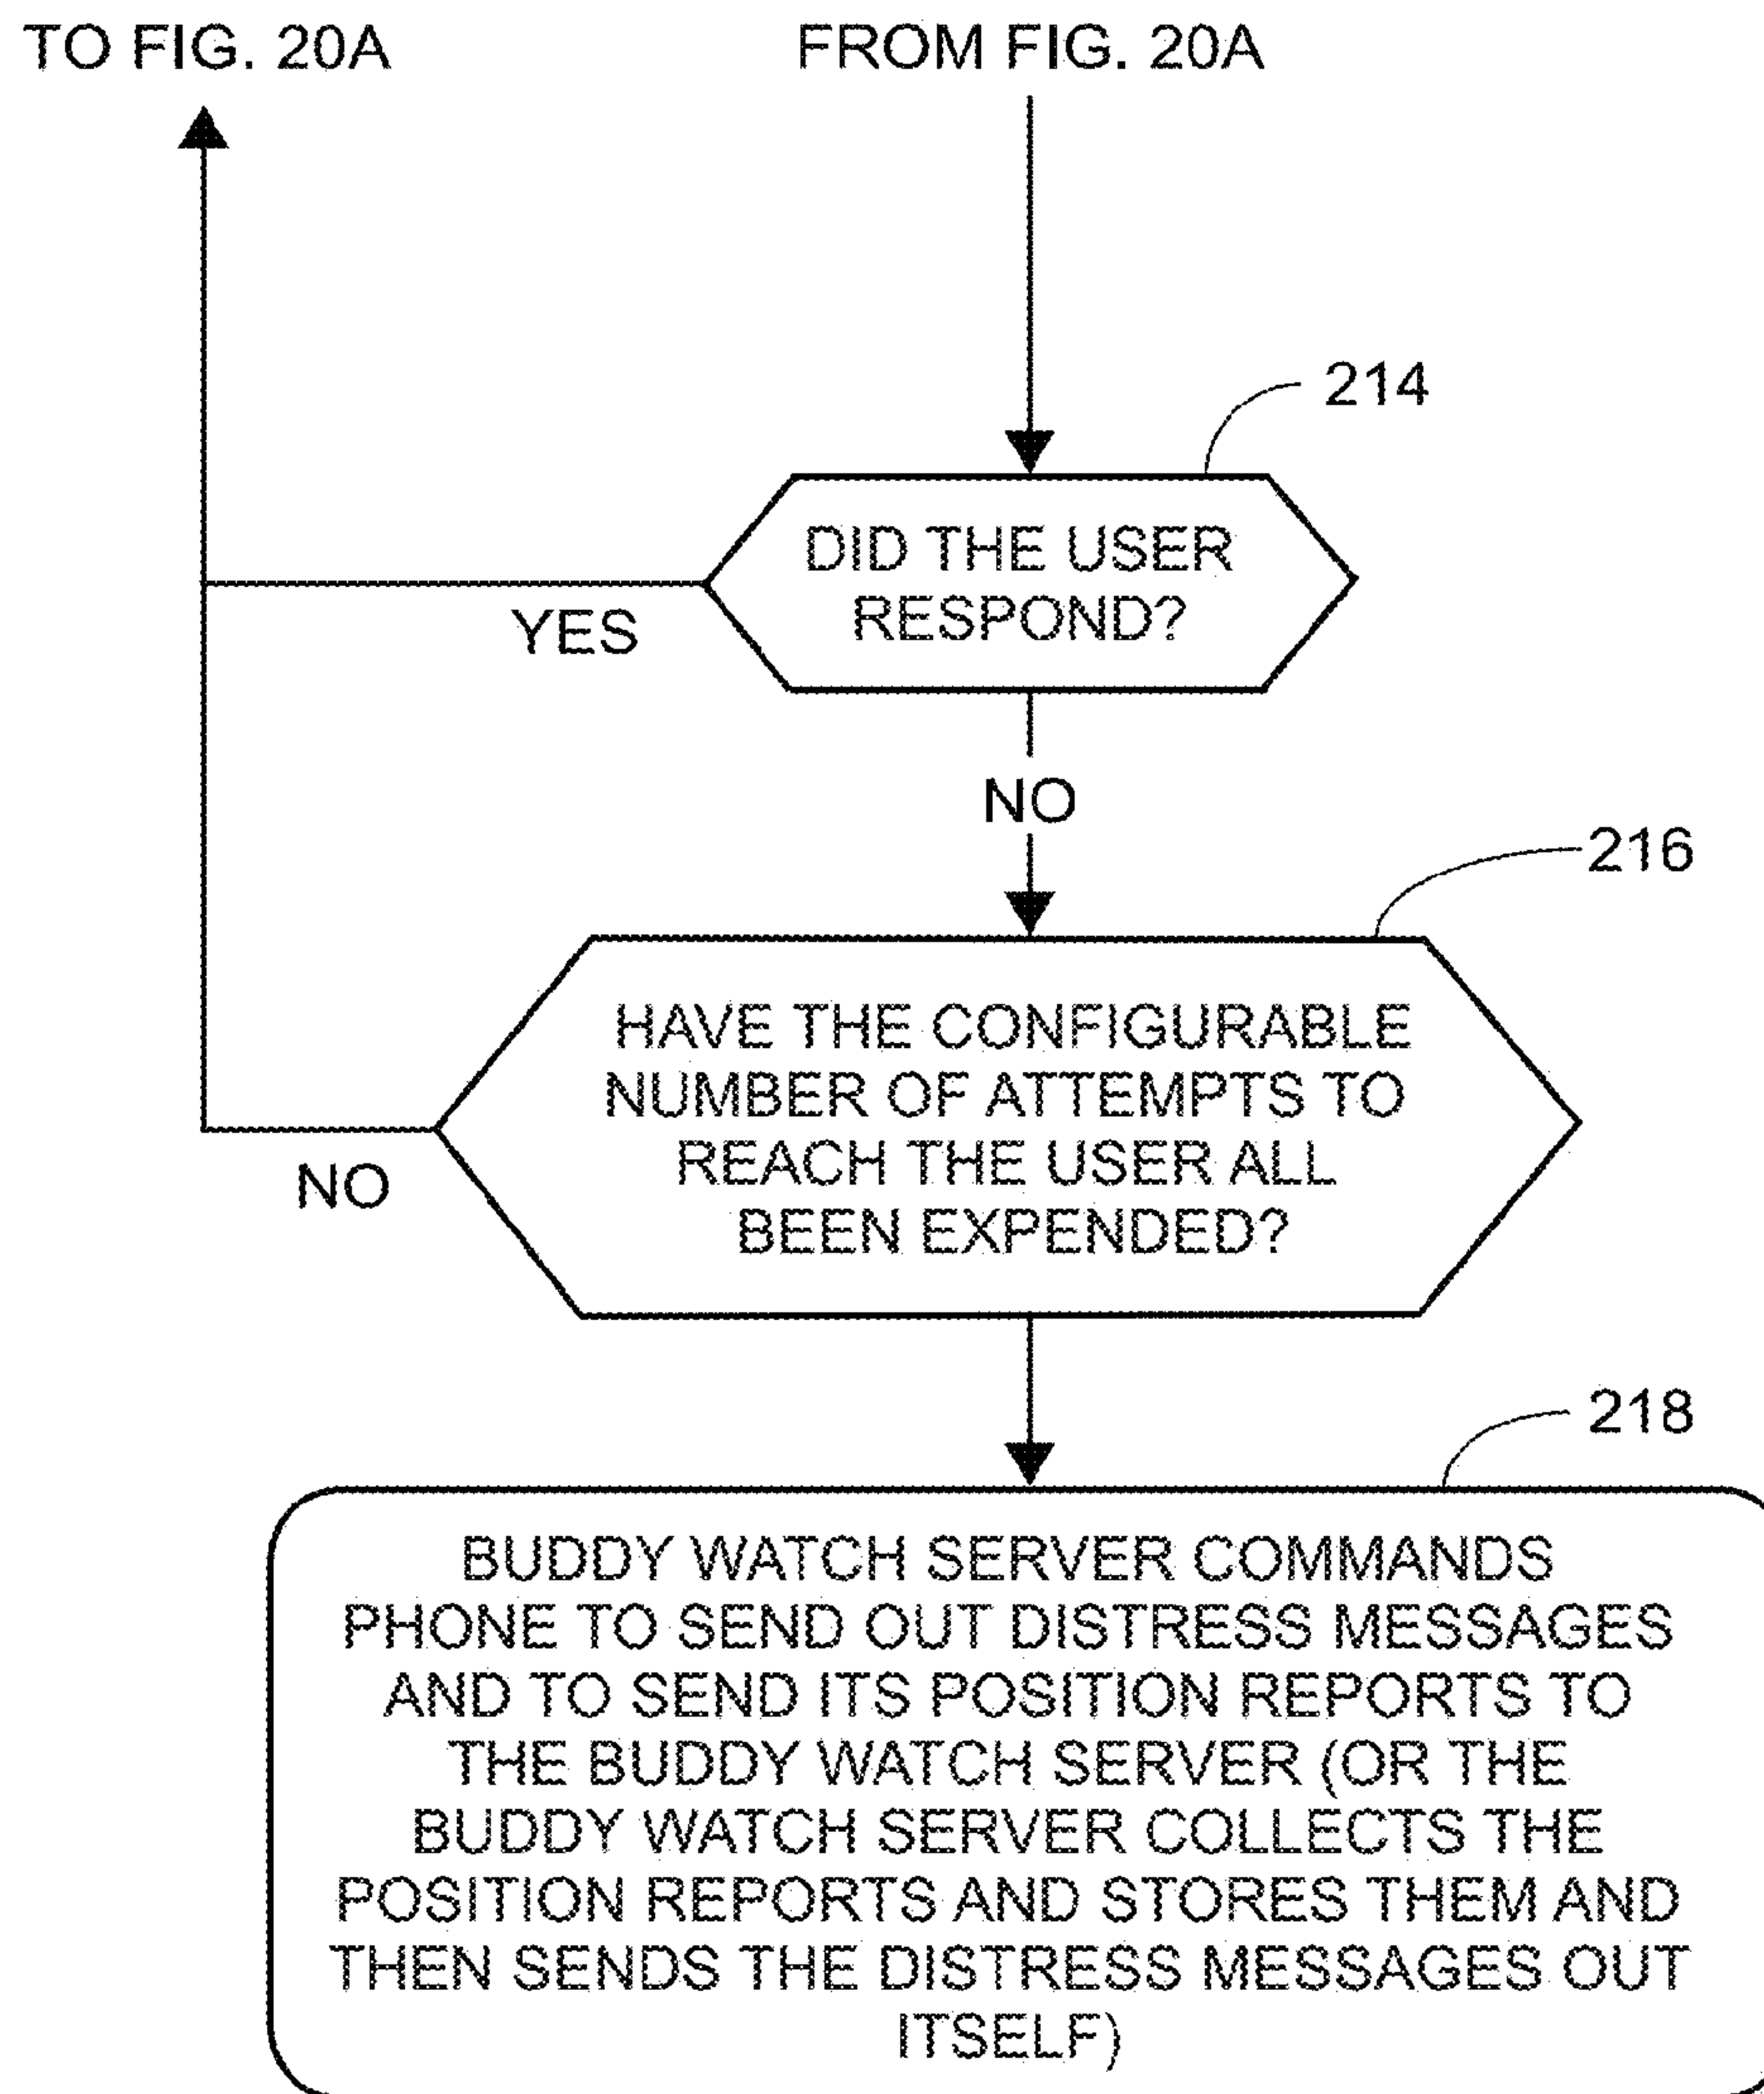 TO FIG. 20A
FROM FIG. 20A
214
DID THE USER
RESPOND?
YES
NO
216
HAVE THE CONFIGURABLE
NUMBER OF ATTEMPTS TO
REACH THE USER ALL
BEEN EXPENDED?
NO
218
BUDDY WATCH SERVER COMMANDS
PHONE TO SEND OUT DISTRESS MESSAGES
AND TO SEND ITS POSITION REPORTS TO
THE BUDDY WATCH SERVER (OR THE
BUDDY WATCH SERVER COLLECTS THE
POSITION REPORTS AND STORES THEM AND
THEN SENDS THE DISTRESS MESSAGES OUT
ITSELF)